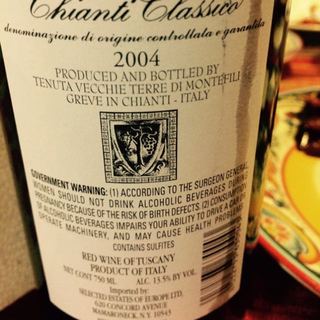 Chianti Classico
denominazione di origine controllata e garantita
2004
PRODUCED AND BOTTLED BY
TENUTA VECCHIE TERRE DI MONTEFILI
GREVE IN CHIANTI - ITALY
GOVERNMENT WARNING: (1) ACCORDING TO THE SURGEON GENERAL,
WOMEN SHOULD NOT DRINK ALCOHOLIC BEVERAGES DURING
PREGNANCY BECAUSE OF THE RISK OF BIRTH DEFECTS. (2) CONSUMPTION
OF ALCOHOLIC BEVERAGES IMPAIRS YOUR ABILITY TO DRIVE A CAR OR
OPERATE MACHINERY, AND MAY CAUSE HEALTH PROBLEMS
CONTAINS SULFITES
RED WINE OF TUSCANY
PRODUCT OF ITALY
NET CONT 750 ML ALC. 13.5% BY VOL.
Imported by:
SELECTED ESTATES OF EUROPE LTD.
620 CONCORD AVENUE
MAMARONECK, N.Y. 10543